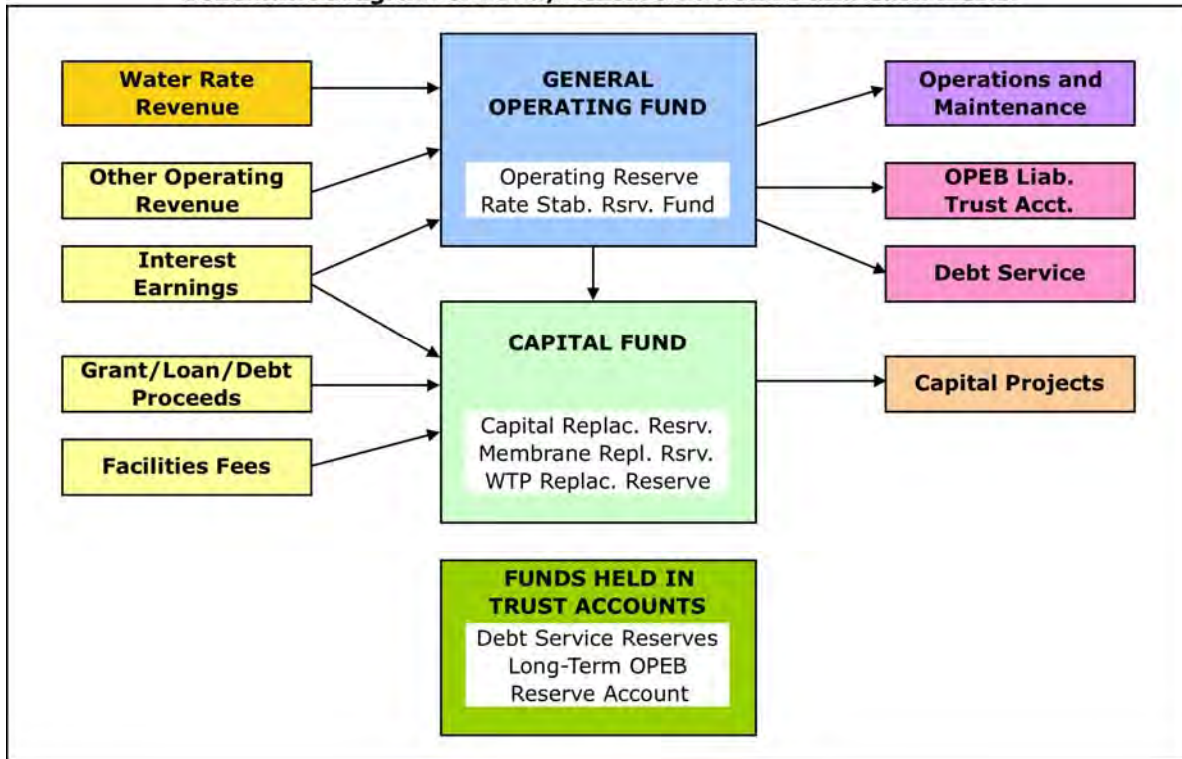 Water Rate
Revenue
Other Operating
Revenue
Interest
Earnings
Grant/Loan/Debt
Proceeds
Facilities Fees
GENERAL
OPERATING FUND
Operating Reserve
Rate Stab. Rsrv. Fund
CAPITAL FUND
Capital Replac. Resrv.
Membrane Repl. Rsrv.
WTP Replac. Reserve
FUNDS HELD IN
TRUST ACCOUNTS
Debt Service Reserves
Long-Term OPEB
Reserve Account
Operations and
Maintenance
OPEB Liab.
Trust Acct.
Debt Service
Capital Projects